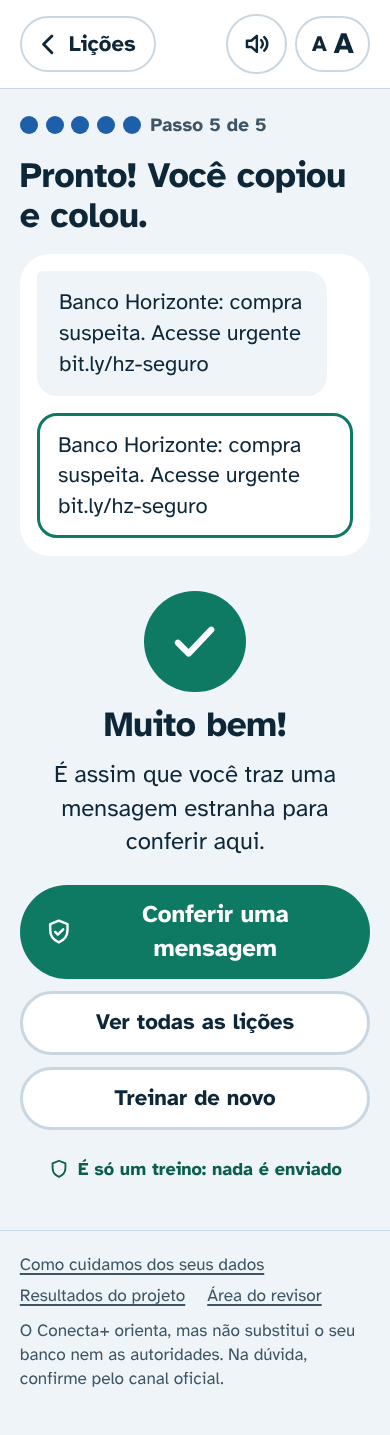 Lições
A A
Passo 5 de 5
Pronto! Você copiou
e colou.
Banco Horizonte: compra
suspeita. Acesse urgente
bit.ly/hz-seguro
Banco Horizonte: compra
suspeita. Acesse urgente
bit.ly/hz-seguro
Muito bem!
É assim que você traz uma
mensagem estranha para
conferir aqui.
Conferir uma
mensagem
Ver todas as lições
Treinar de novo
É só um treino: nada é enviado
Como cuidamos dos seus dados
Resultados do projeto Área do revisor
O Conecta+ orienta, mas não substitui o seu
banco nem as autoridades. Na dúvida,
confirme pelo canal oficial.